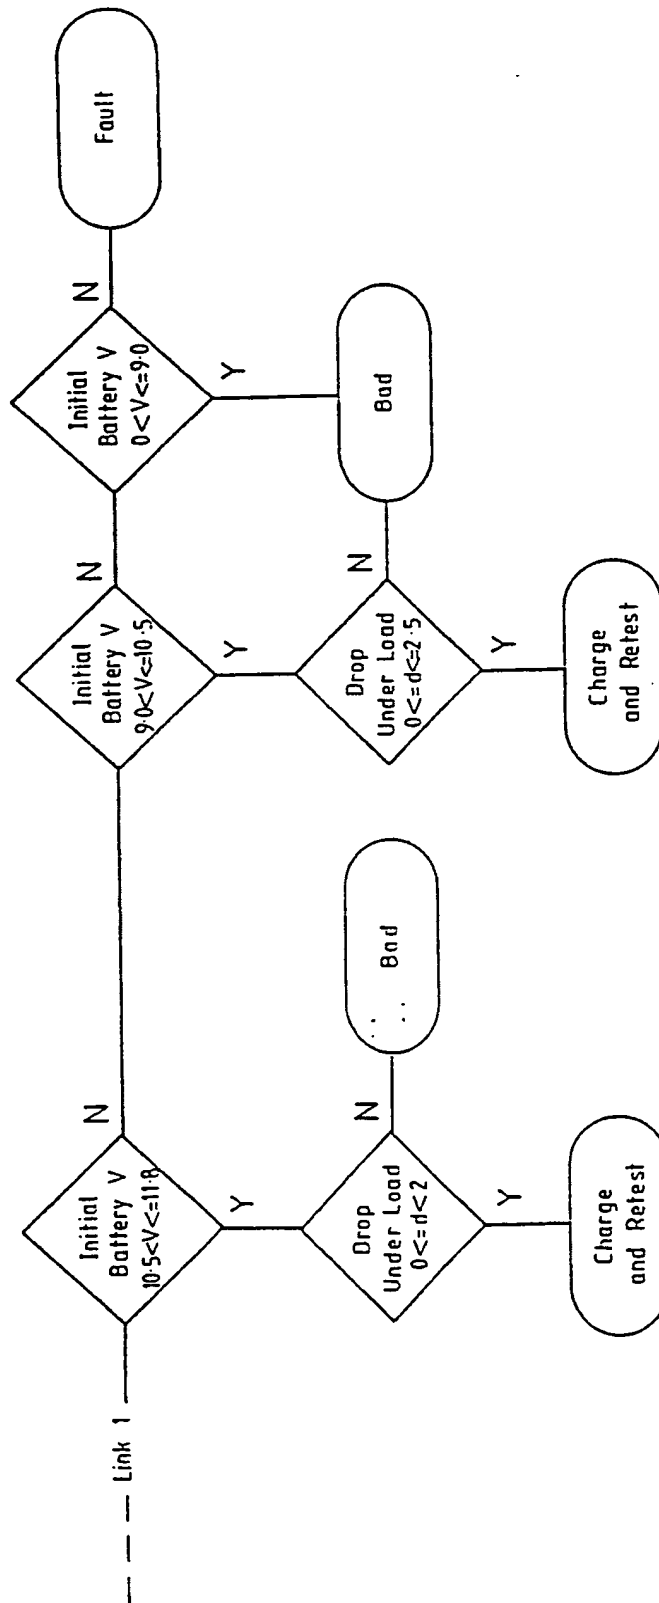 Link 1
Initial
Battery V
10·5<V<=11·8
N
Y
Drop
Under Load
0<=d<2
N
Bad
Y
Charge
and Retest
Initial
Battery V
9·0<V<=10·5
N
Y
Drop
Under Load
0<=d<=2·5
N
Bad
Y
Charge
and Retest
Initial
Battery V
0<V<=9·0
N
Y
Fault